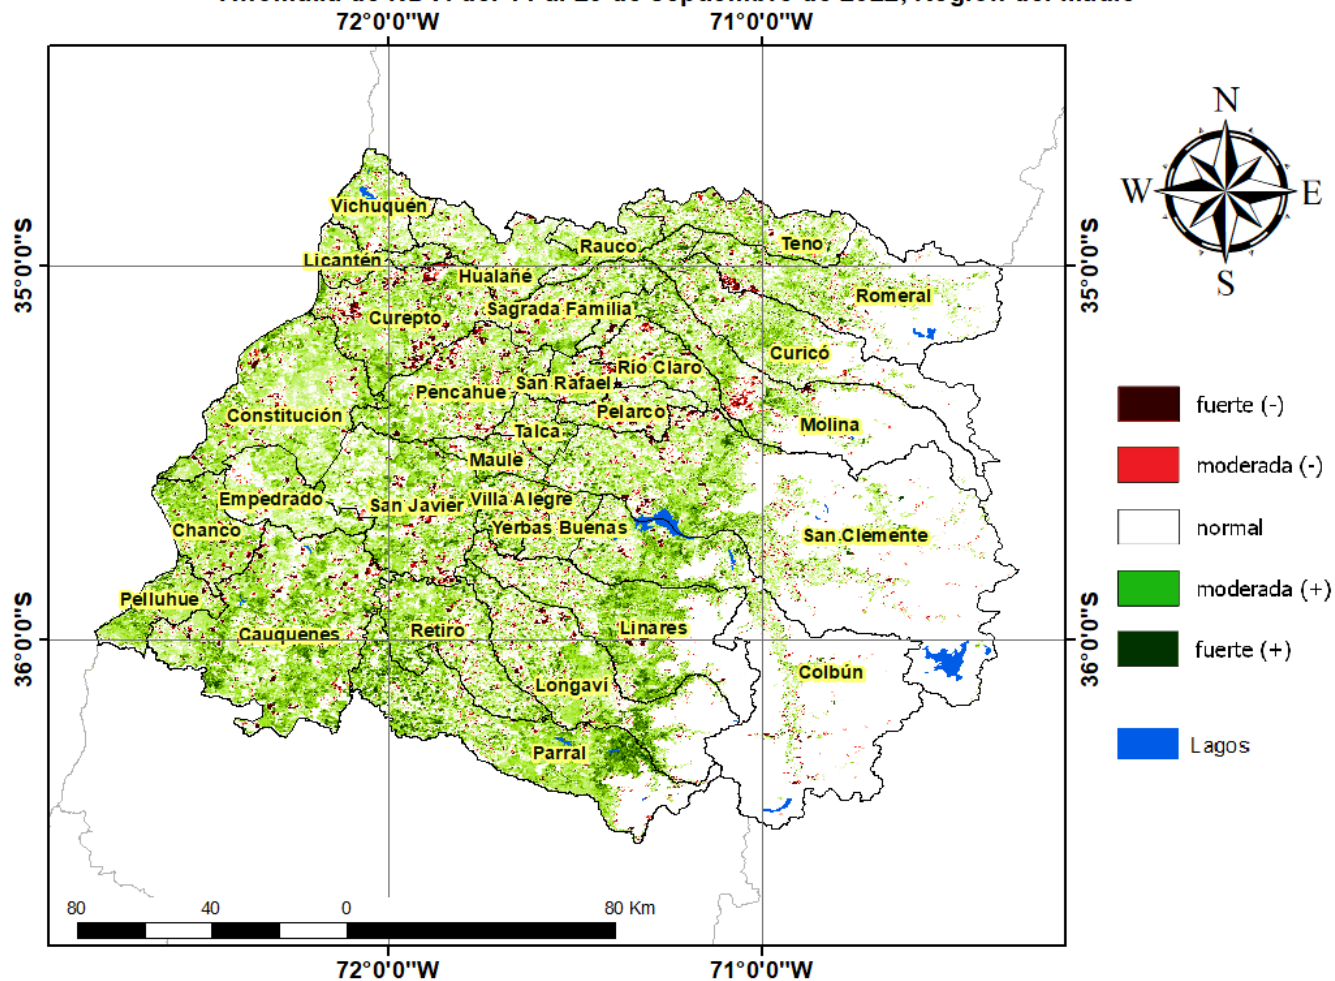 72°0'0"W 71°0'0"W
N
W E
S
35°0'0"S 35°0'0"S
36°0'0"S 36°0'0"S
Vichuquén
Licantén
Rauco
Teno
Hualañé
Romeral
Sagrada Familia
Curepto
Curicó
Río Claro
San Rafael
Pencahue
Constitución
Pelarco
Molina
Talca
Maule
Empedrado
San Javier
Villa Alegre
Chanco
Yerbas Buenas
San Clemente
Pelluhue
Cauquenes
Retiro
Linares
Colbún
Longaví
Parral
fuerte (-)
moderada (-)
normal
moderada (+)
fuerte (+)
Lagos
80 40 0 80 Km
72°0'0"W 71°0'0"W